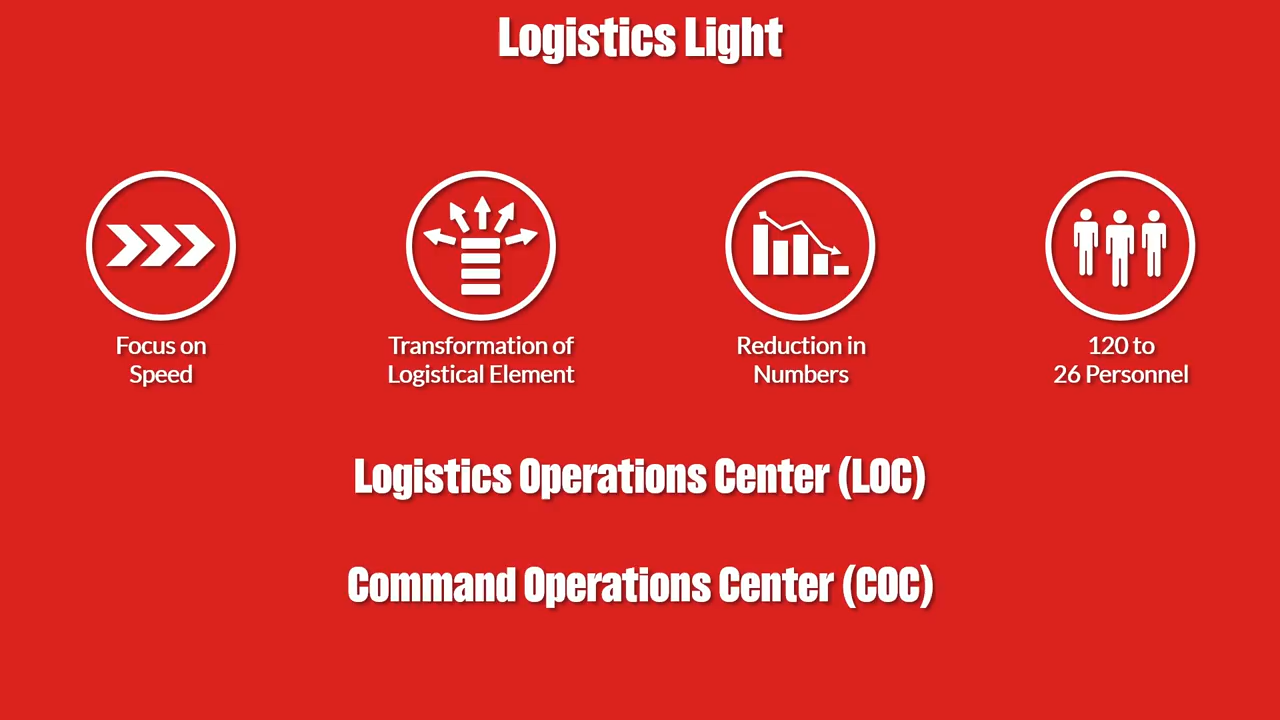 Logistics Light
Focus on
Speed
Transformation of
Logistical Element
Reduction in
Numbers
120 to
26 Personnel
Logistics Operations Center (LOC)
Command Operations Center (COC)